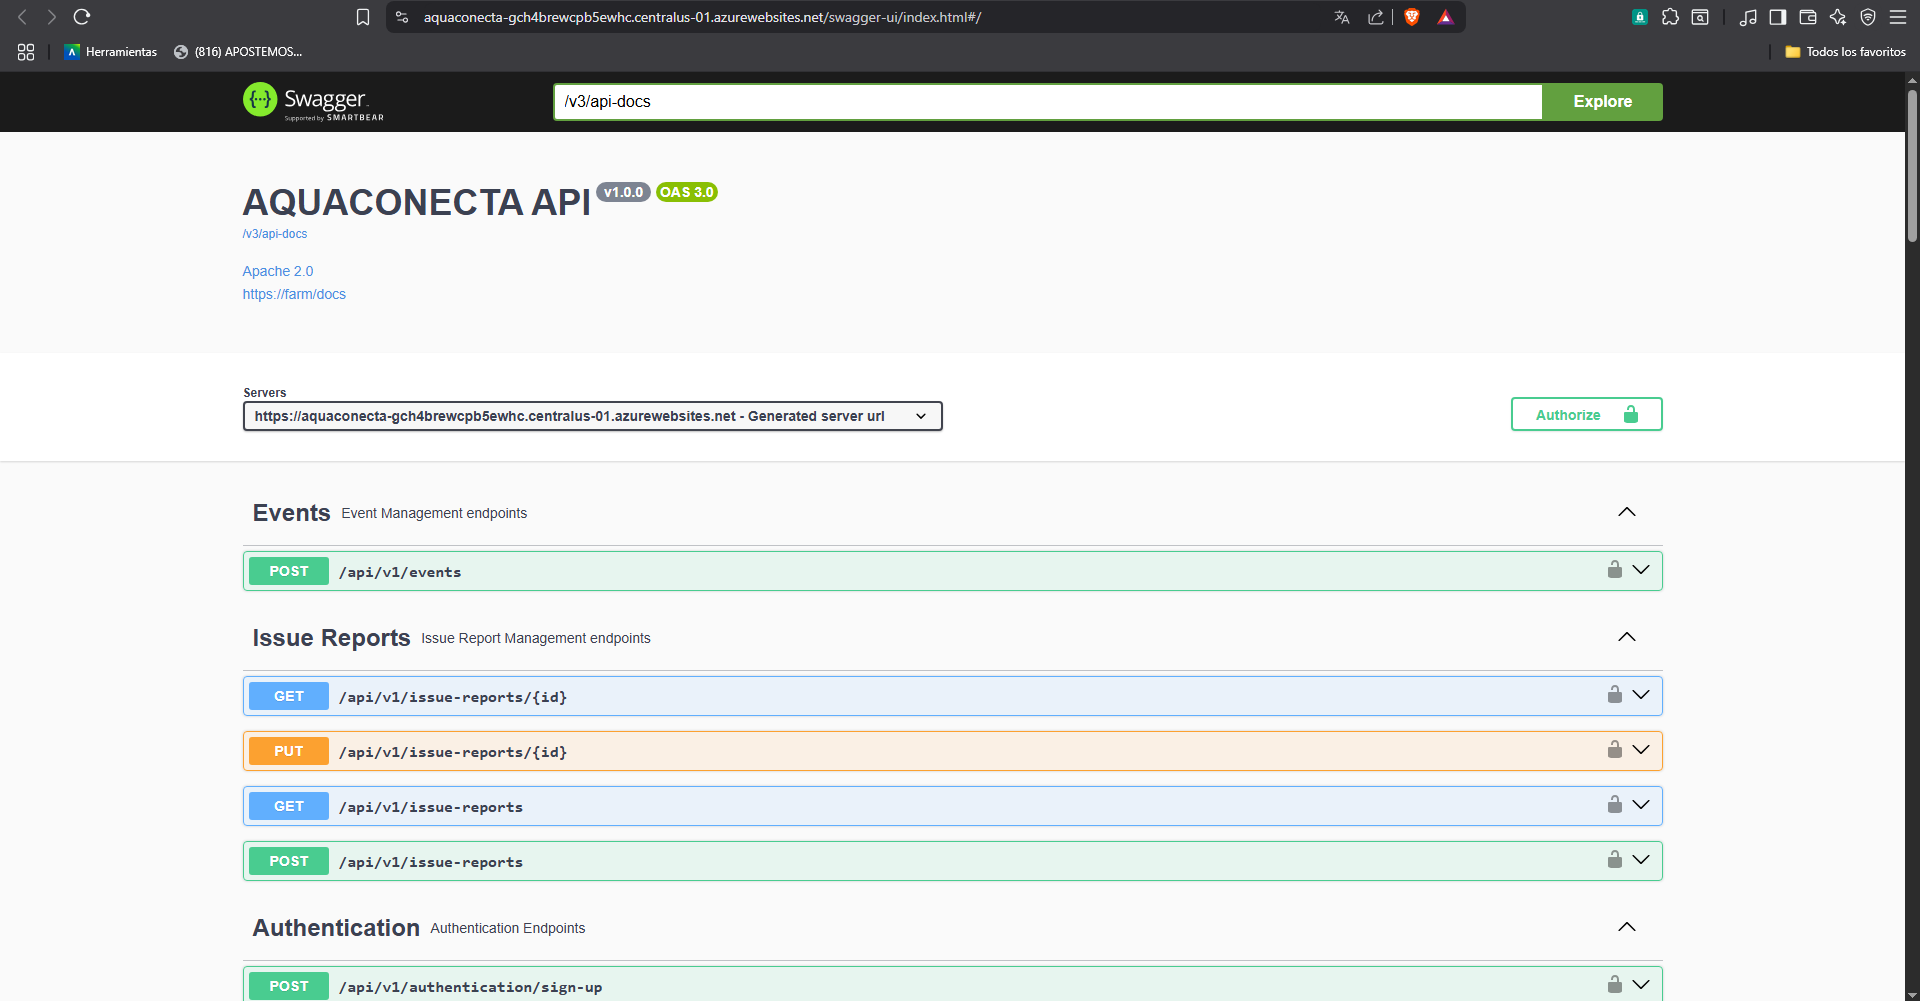 aquaconecta-gch4brewcpb5ewhc.centralus-01.azurewebsites.net/swagger-ui/index.html#/
Herramientas
(816) APOSTEMOS...
Todos los favoritos
Swagger.
Supported by SMARTBEAR
/v3/api-docs
Explore
AQUACONECTA API v1.0.0 OAS 3.0
/v3/api-docs
Apache 2.0
https://farm/docs
Servers
https://aquaconecta-gch4brewcpb5ewhc.centralus-01.azurewebsites.net - Generated server url
Authorize
Events Event Management endpoints
POST /api/v1/events
Issue Reports Issue Report Management endpoints
GET /api/v1/issue-reports/{id}
PUT /api/v1/issue-reports/{id}
GET /api/v1/issue-reports
POST /api/v1/issue-reports
Authentication Authentication Endpoints
POST /api/v1/authentication/sign-up